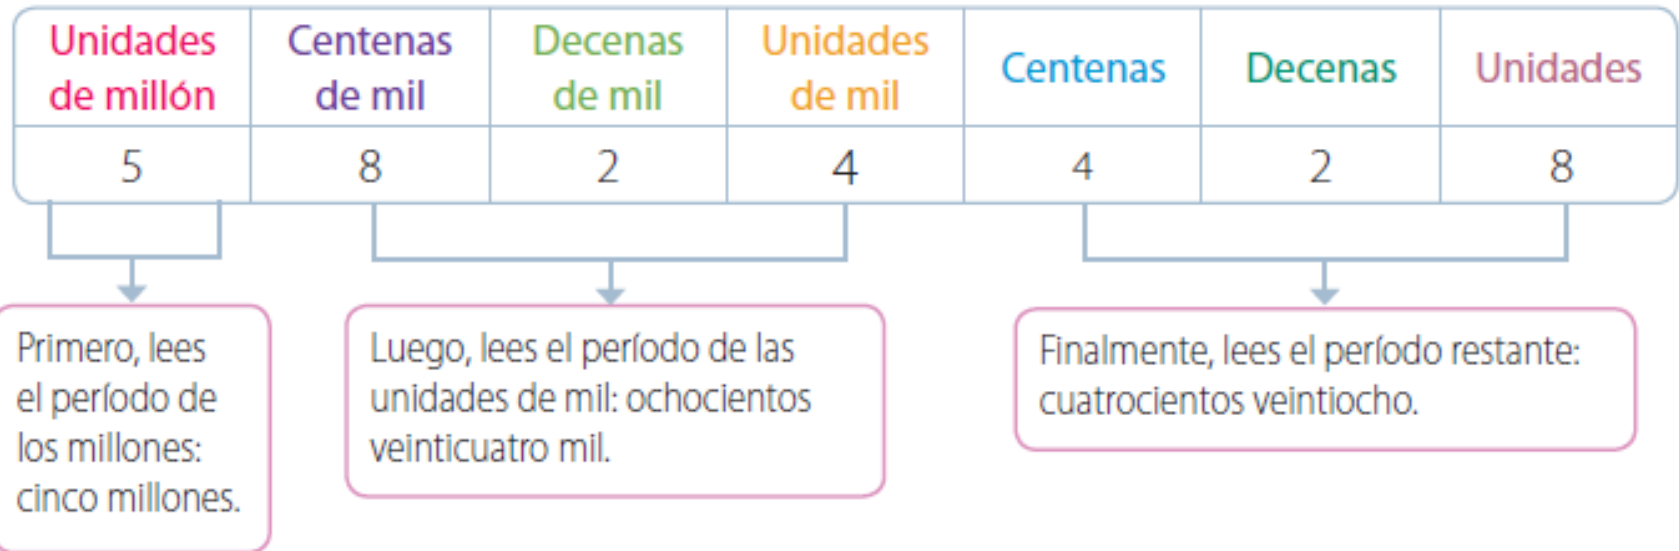 Unidades
de millón
Centenas
de mil
Decenas
de mil
Unidades
de mil
Centenas
Decenas
Unidades
5 8 2 4 4 2 8
Primero, lees
el período de
los millones:
cinco millones.
Luego, lees el período de las
unidades de mil: ochocientos
veinticuatro mil.
Finalmente, lees el período restante:
cuatrocientos veintiocho.